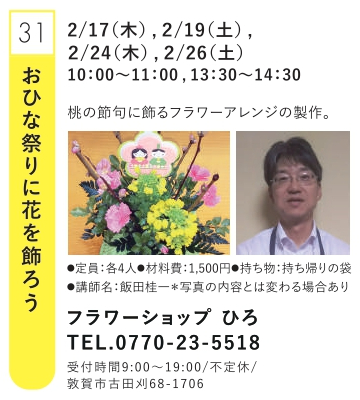 31
おひな祭りに花を飾ろう
2/17（木）, 2/19（土）,
2/24（木）, 2/26（土）
10:00〜11:00 , 13:30〜14:30
桃の節句に飾るフラワーアレンジの製作。
●定員：各4人●材料費：1,500円●持ち物：持ち帰りの袋
●講師名：飯田桂一＊写真の内容とは変わる場合あり
フラワーショップ ひろ
TEL.0770-23-5518
受付時間9:00〜19:00/不定休/
敦賀市古田刈68-1706